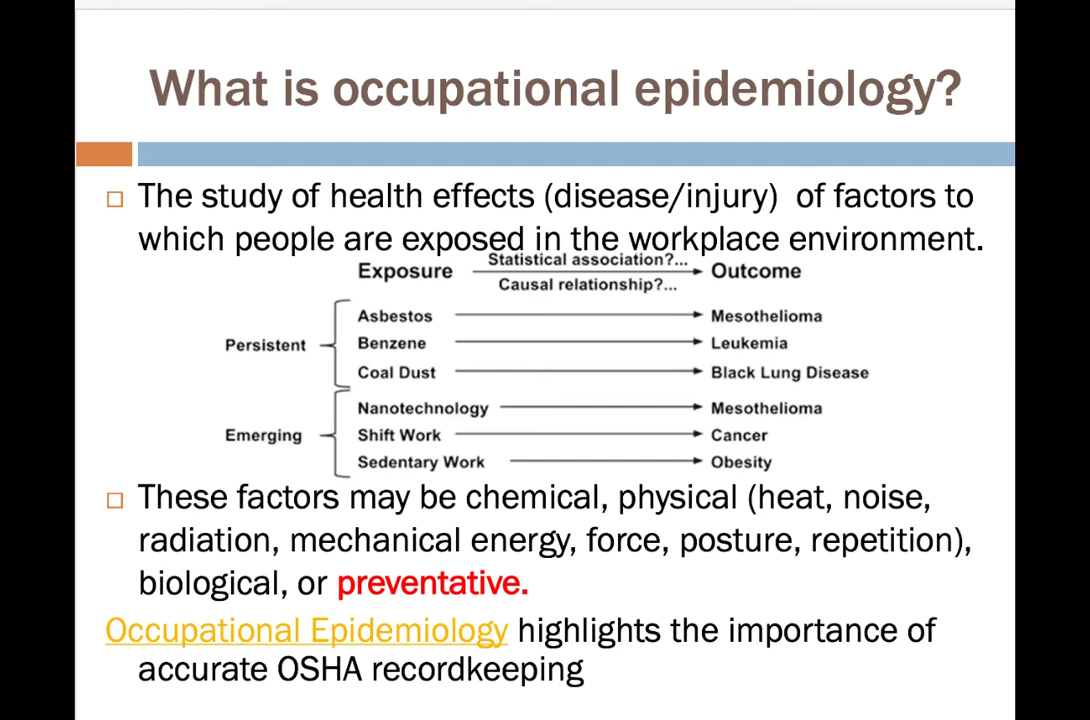 What is occupational epidemiology?
The study of health effects (disease/injury) of factors to
which people are exposed in the workplace environment.
Exposure Statistical association?... Outcome
Causal relationship?...
Persistent
Asbestos Mesothelioma
Benzene Leukemia
Coal Dust Black Lung Disease
Emerging
Nanotechnology Mesothelioma
Shift Work Cancer
Sedentary Work Obesity
These factors may be chemical, physical (heat, noise,
radiation, mechanical energy, force, posture, repetition),
biological, or preventative.
Occupational Epidemiology highlights the importance of
accurate OSHA recordkeeping